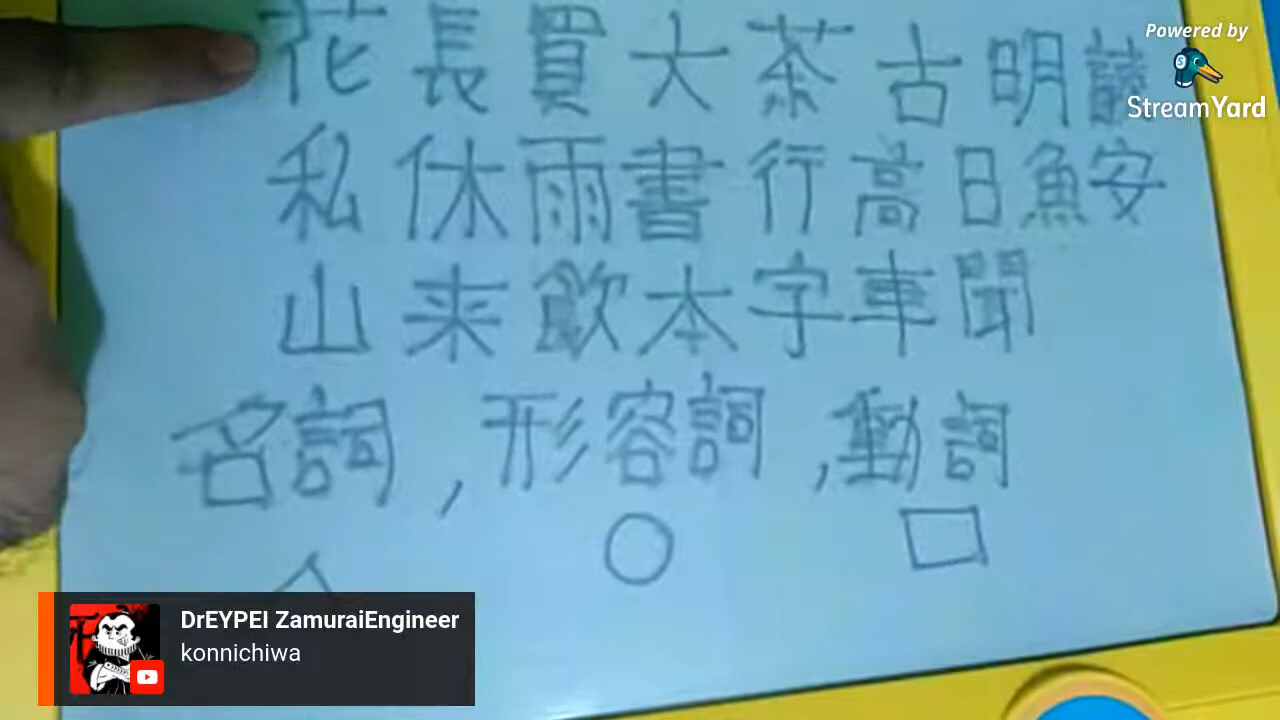 Powered by
StreamYard
花 長 買 大 茶 古 明 読
私 休 雨 書 行 高 日 魚 安
山 来 飲 本 字 車 聞
名詞 , 形容詞 , 動詞
DrEYPEI ZamuraiEngineer
konnichiwa